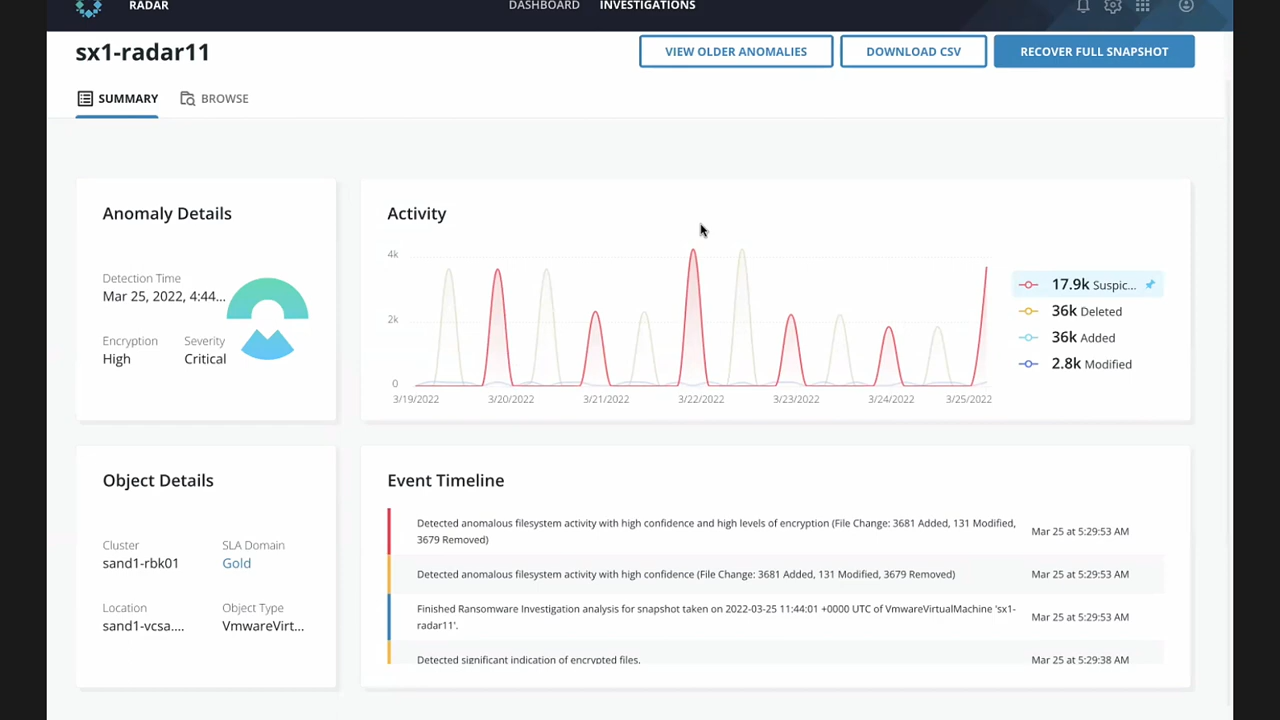 RADAR
DASHBOARD
INVESTIGATIONS
sx1-radar11
VIEW OLDER ANOMALIES
DOWNLOAD CSV
RECOVER FULL SNAPSHOT
SUMMARY
BROWSE
Anomaly Details
Detection Time
Mar 25, 2022, 4:44...
Encryption
High
Severity
Critical
Activity
4k
2k
0
3/19/2022
3/20/2022
3/21/2022
3/22/2022
3/23/2022
3/24/2022
3/25/2022
17.9k Suspic...
36k Deleted
36k Added
2.8k Modified
Object Details
Cluster
sand1-rbk01
SLA Domain
Gold
Location
sand1-vcsa....
Object Type
VmwareVirt...
Event Timeline
Detected anomalous filesystem activity with high confidence and high levels of encryption (File Change: 3681 Added, 131 Modified,
3679 Removed)
Mar 25 at 5:29:53 AM
Detected anomalous filesystem activity with high confidence (File Change: 3681 Added, 131 Modified, 3679 Removed)
Mar 25 at 5:29:53 AM
Finished Ransomware Investigation analysis for snapshot taken on 2022-03-25 11:44:01 +0000 UTC of VmwareVirtualMachine 'sx1-
radar11'.
Mar 25 at 5:29:53 AM
Detected significant indication of encrypted files.
Mar 25 at 5:29:38 AM